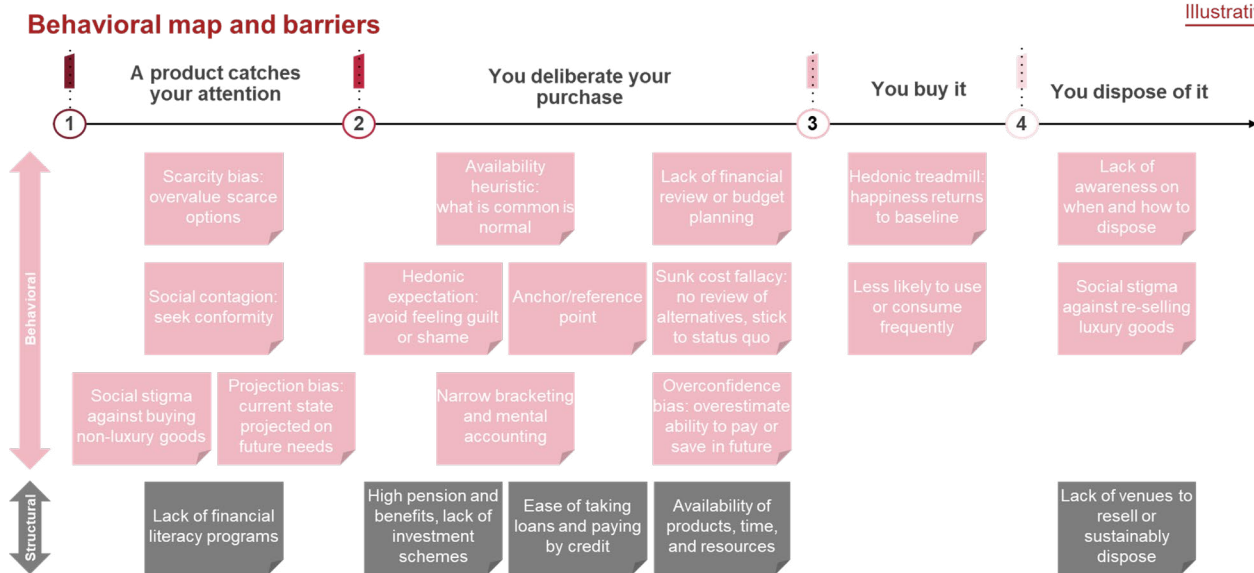 Illustrati
Behavioral map and barriers
A product catches
your attention
You deliberate your
purchase
You buy it
You dispose of it
1
2
3
4
Behavioral
Scarcity bias:
overvalue scarce
options
Availability
heuristic:
what is common is
normal
Lack of financial
review or budget
planning
Hedonic treadmill:
happiness returns
to baseline
Lack of
awareness on
when and how to
dispose
Social contagion:
seek conformity
Hedonic
expectation:
avoid feeling guilt
or shame
Anchor/reference
point
Sunk cost fallacy:
no review of
alternatives, stick
to status quo
Less likely to use
or consume
frequently
Social stigma
against re-selling
luxury goods
Social stigma
against buying
non-luxury goods
Projection bias:
current state
projected on
future needs
Narrow bracketing
and mental
accounting
Overconfidence
bias: overestimate
ability to pay or
save in future
Structural
Lack of financial
literacy programs
High pension and
benefits, lack of
investment
schemes
Ease of taking
loans and paying
by credit
Availability of
products, time,
and resources
Lack of venues to
resell or
sustainably
dispose